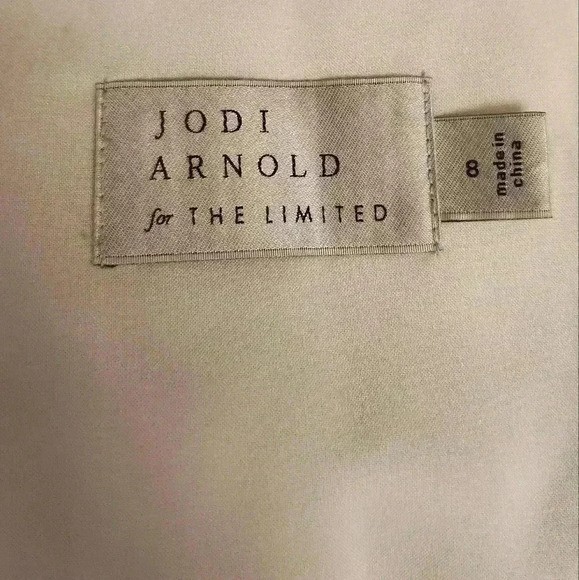 JODI
ARNOLD
for THE LIMITED
8
made in
china